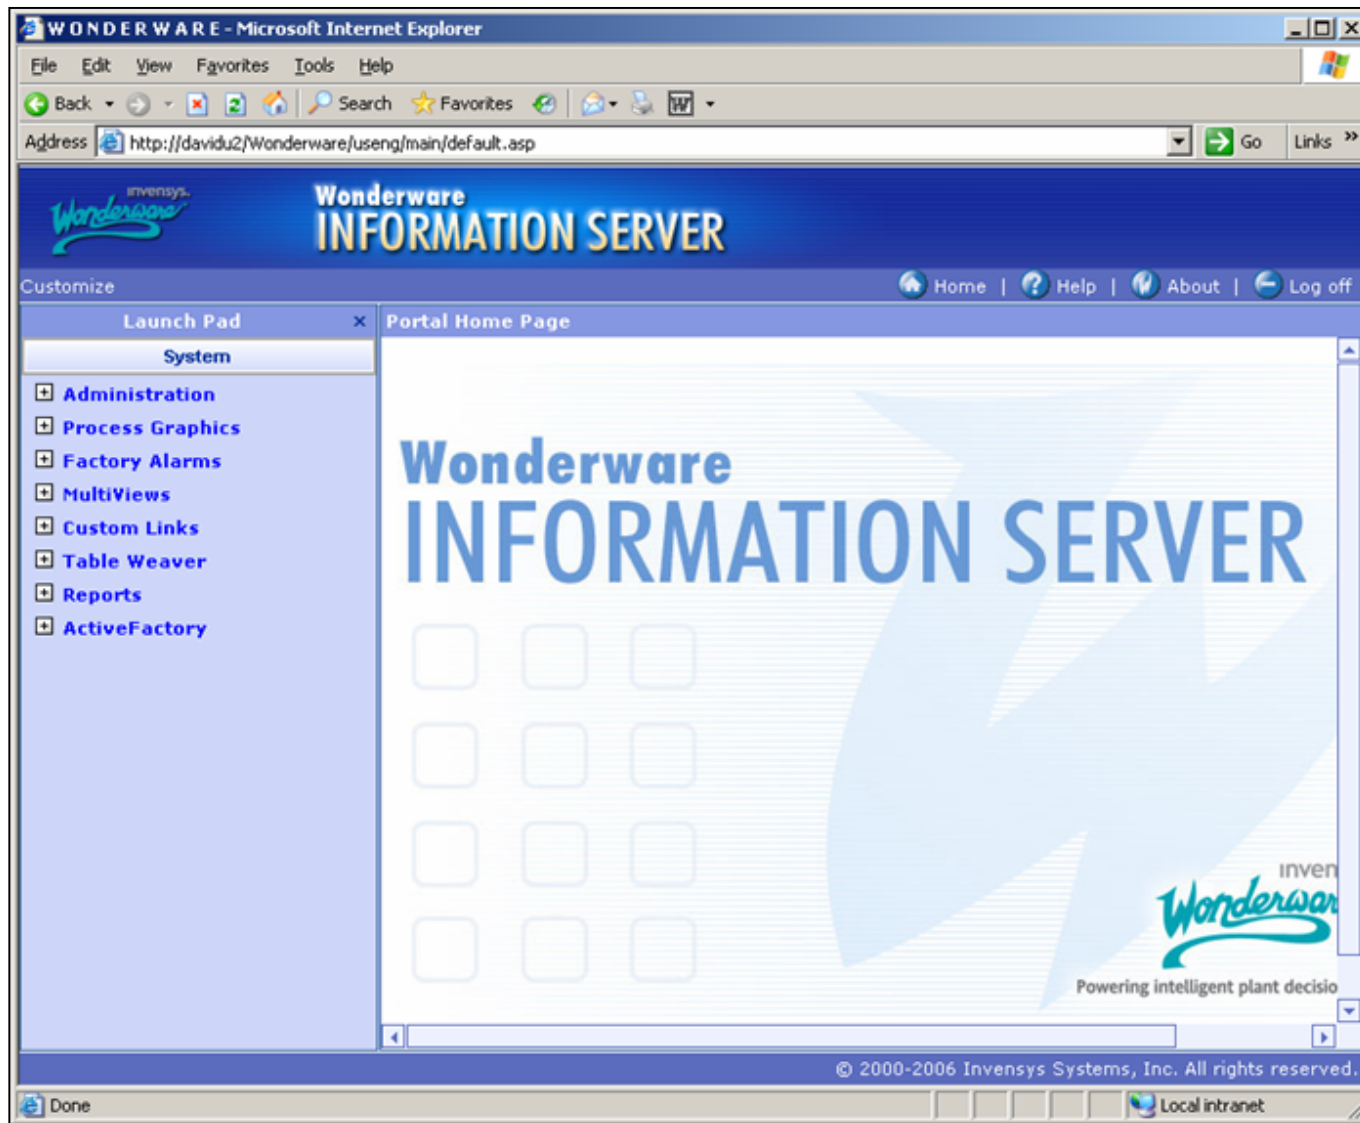 WONDERWARE - Microsoft Internet Explorer
File Edit View Favorites Tools Help
Back Search Favorites
Address http://davidu2/Wonderware/useng/main/default.asp Go Links »
invensys.
Wonderware
Wonderware
INFORMATION SERVER
Customize Home | Help | About | Log off
Launch Pad × Portal Home Page
System
Administration
Process Graphics
Factory Alarms
MultiViews
Custom Links
Table Weaver
Reports
ActiveFactory
Wonderware
INFORMATION SERVER
inven
Wonderwar
Powering intelligent plant decisio
© 2000-2006 Invensys Systems, Inc. All rights reserved.
Done Local intranet